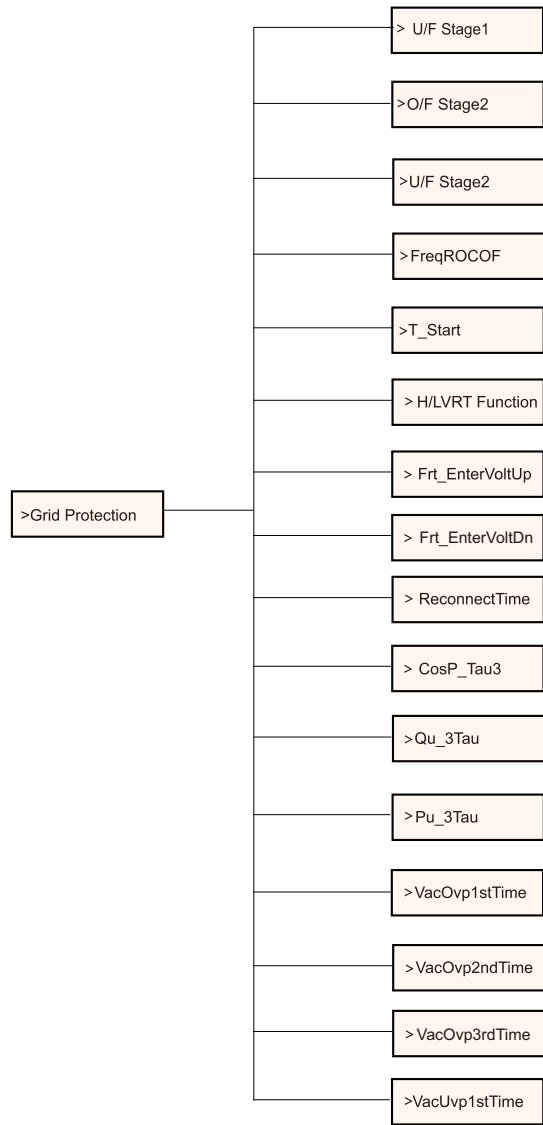 > U/F Stage1
>O/F Stage2
>U/F Stage2
>FreqROCOF
>T_Start
> H/LVRT Function
> Frt_EnterVoltUp
>Grid Protection
> Frt_EnterVoltDn
> ReconnectTime
> CosP_Tau3
>Qu_3Tau
>Pu_3Tau
>VacOvp1stTime
>VacOvp2ndTime
>VacOvp3rdTime
>VacUvp1stTime